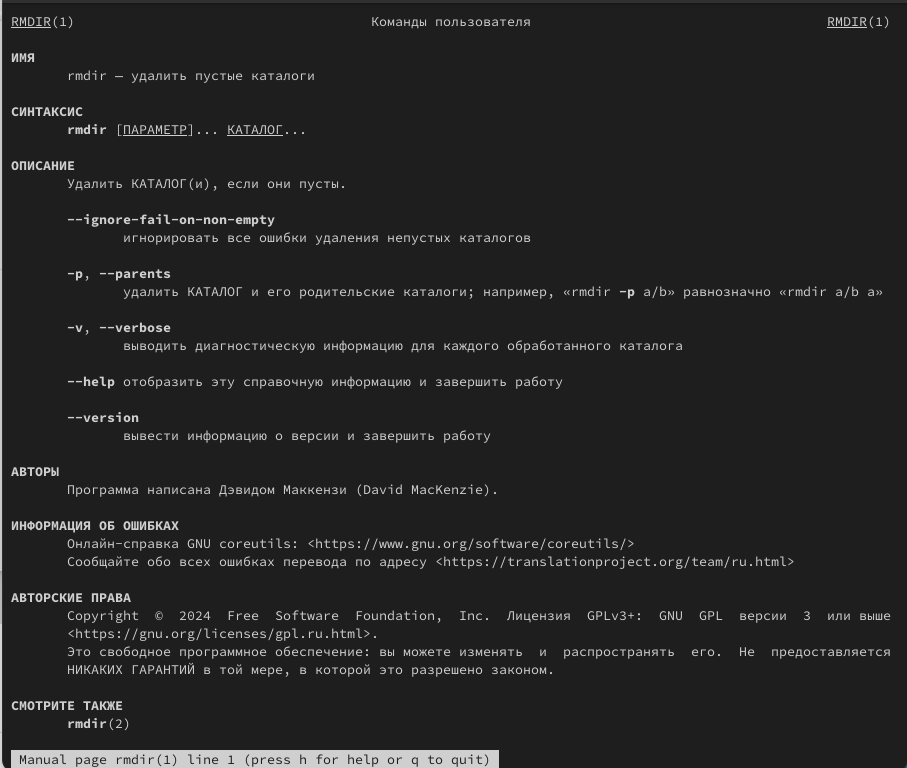 RMDIR(1) Команды пользователя RMDIR(1)
ИМЯ
rmdir — удалить пустые каталоги
СИНТАКСИС
rmdir [ПАРАМЕТР]... КАТАЛОГ...
ОПИСАНИЕ
Удалить КАТАЛОГ(и), если они пусты.
--ignore-fail-on-non-empty
игнорировать все ошибки удаления непустых каталогов
-p, --parents
удалить КАТАЛОГ и его родительские каталоги; например, «rmdir -p a/b» равнозначно «rmdir a/b a»
-v, --verbose
выводить диагностическую информацию для каждого обработанного каталога
--help отобразить эту справочную информацию и завершить работу
--version
вывести информацию о версии и завершить работу
АВТОРЫ
Программа написана Дэвидом Маккензи (David MacKenzie).
ИНФОРМАЦИЯ ОБ ОШИБКАХ
Онлайн-справка GNU coreutils: <https://www.gnu.org/software/coreutils/>
Сообщайте обо всех ошибках перевода по адресу <https://translationproject.org/team/ru.html>
АВТОРСКИЕ ПРАВА
Copyright © 2024 Free Software Foundation, Inc. Лицензия GPLv3+: GNU GPL версии 3 или выше
<https://gnu.org/licenses/gpl.ru.html>.
Это свободное программное обеспечение: вы можете изменять и распространять его. Не предоставляется
НИКАКИХ ГАРАНТИЙ в той мере, в которой это разрешено законом.
СМОТРИТЕ ТАКЖЕ
rmdir(2)
Manual page rmdir(1) line 1 (press h for help or q to quit)